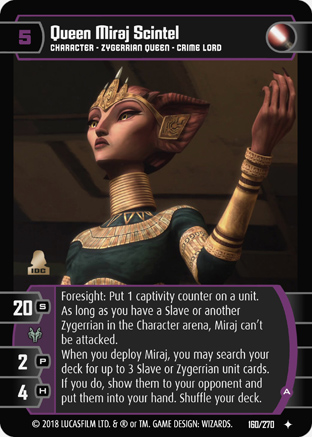 5
Queen Miraj Scintel
CHARACTER - ZYGERRIAN QUEEN - CRIME LORD
IDC
20 S
2 P
4 H
Foresight: Put 1 captivity counter on a unit.
As long as you have a Slave or another
Zygerrian in the Character arena, Miraj can't
be attacked.
When you deploy Miraj, you may search your
deck for up to 3 Slave or Zygerrian unit cards.
If you do, show them to your opponent and
put them into your hand. Shuffle your deck.
A
© 2018 LUCASFILM LTD. & ® or TM. GAME DESIGN: WIZARDS.
160/270